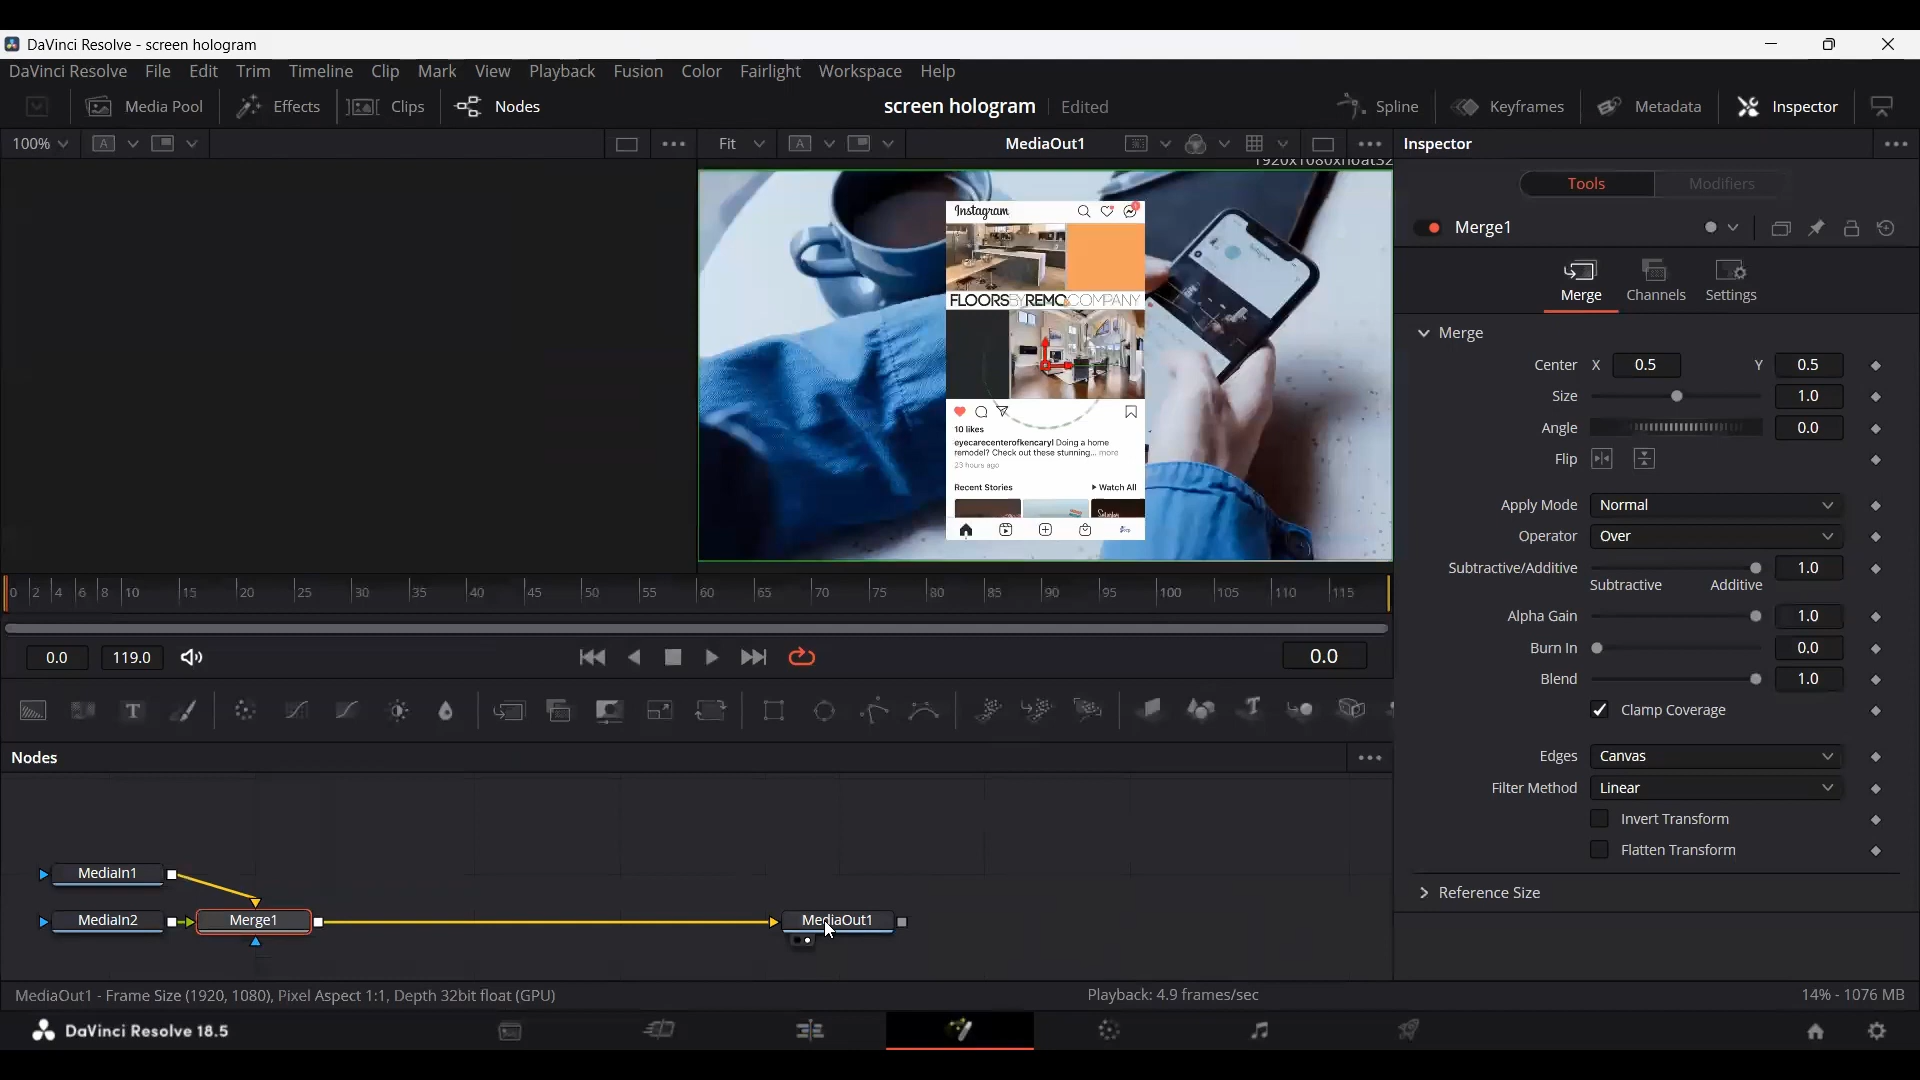 DaVinci Resolve - screen hologram
DaVinci Resolve File Edit Trim Timeline Clip Mark View Playback Fusion Color Fairlight Workspace Help
Media Pool Effects Clips Nodes screen hologram Edited Spline Keyframes Metadata Inspector
100% A Fit A MediaOut1 Inspector
1920x1080xfloat32
Tools Modifiers
Merge1
Merge Channels Settings
Instagram 1
FLOORSBYREMCOMPANY
10 likes
eyecarecenterofkencaryl Doing a home
remodel? Check out these stunning... more
23 hours ago
Recent Stories Watch All
Merge
Center X 0.5 Y 0.5
Size 1.0
Angle 0.0
Flip
Apply Mode Normal
Operator Over
Subtractive/Additive 1.0
Subtractive Additive
Alpha Gain 1.0
Burn In 0.0
Blend 1.0
Clamp Coverage
Edges Canvas
Filter Method Linear
Invert Transform
Flatten Transform
Reference Size
0 2 4 6 8 10 15 20 25 30 35 40 45 50 55 60 65 70 75 80 85 90 95 100 105 110 115
0.0 119.0 0.0
T T
Nodes
MediaIn1
MediaIn2 Merge1 MediaOut1
MediaOut1 - Frame Size (1920, 1080), Pixel Aspect 1:1, Depth 32bit float (GPU) Playback: 4.9 frames/sec 14% - 1076 MB
DaVinci Resolve 18.5